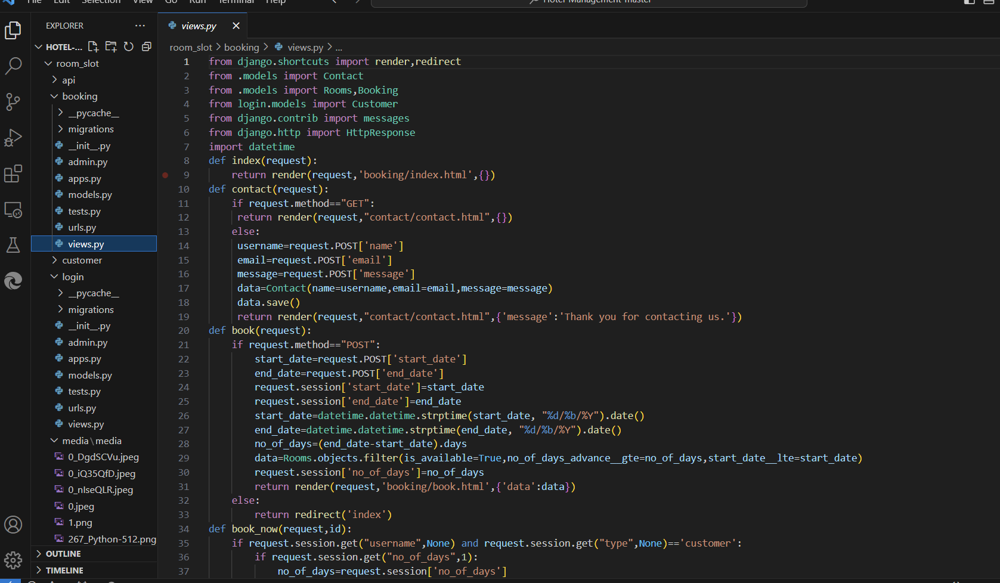 File Edit Selection View Go Run Terminal Help
Hotel-Management-master
EXPLORER
views.py
HOTEL-...
room_slot
api
booking
__pycache__
migrations
__init__.py
admin.py
apps.py
models.py
tests.py
urls.py
views.py
customer
login
__pycache__
migrations
__init__.py
admin.py
apps.py
models.py
tests.py
urls.py
views.py
media\media
0_DgdSCVu.jpeg
0_iQ35QfD.jpeg
0_nIseQLR.jpeg
0.jpeg
1.png
267_Python-512.png
OUTLINE
TIMELINE
room_slot > booking > views.py > ...
1 from django.shortcuts import render,redirect
2 from .models import Contact
3 from .models import Rooms,Booking
4 from login.models import Customer
5 from django.contrib import messages
6 from django.http import HttpResponse
7 import datetime
8 def index(request):
9     return render(request,'booking/index.html',{})
10 def contact(request):
11     if request.method=="GET":
12      return render(request,"contact/contact.html",{})
13     else:
14      username=request.POST['name']
15      email=request.POST['email']
16      message=request.POST['message']
17      data=Contact(name=username,email=email,message=message)
18      data.save()
19      return render(request,"contact/contact.html",{'message':'Thank you for contacting us.'})
20 def book(request):
21     if request.method=="POST":
22         start_date=request.POST['start_date']
23         end_date=request.POST['end_date']
24         request.session['start_date']=start_date
25         request.session['end_date']=end_date
26         start_date=datetime.datetime.strptime(start_date, "%d/%b/%Y").date()
27         end_date=datetime.datetime.strptime(end_date, "%d/%b/%Y").date()
28         no_of_days=(end_date-start_date).days
29         data=Rooms.objects.filter(is_available=True,no_of_days_advance__gte=no_of_days,start_date__lte=start_date)
30         request.session['no_of_days']=no_of_days
31         return render(request,'booking/book.html',{'data':data})
32     else:
33         return redirect('index')
34 def book_now(request,id):
35     if request.session.get("username",None) and request.session.get("type",None)=='customer':
36         if request.session.get("no_of_days",1):
37             no_of_days=request.session['no_of_days']